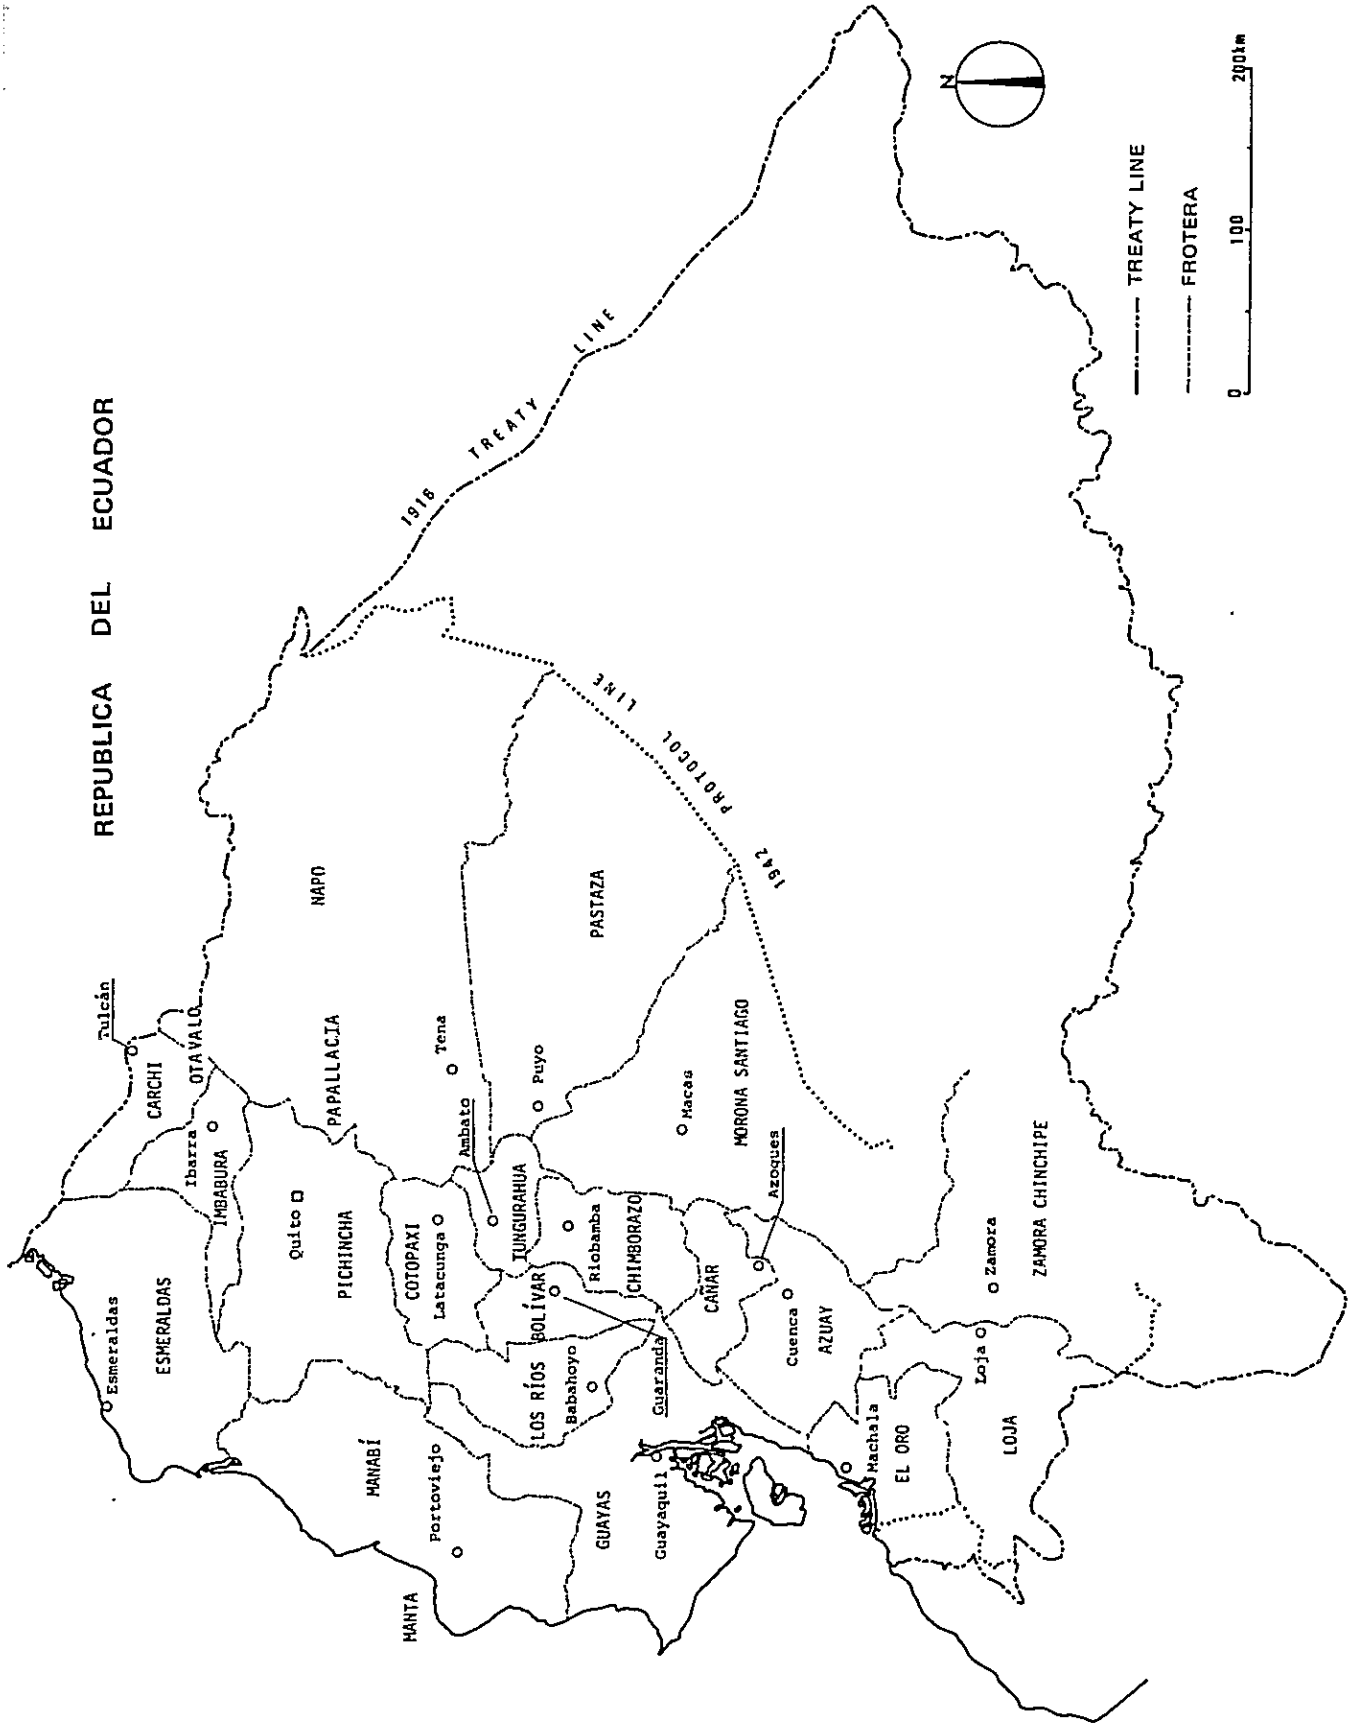 REPUBLICA DEL ECUADOR
Tulcán
CARCHI
OTAVALO
Esmeraldas
ESMERALDAS
Ibarra
IMBABURA
Quito
PICHINCHA
PAPALLACIA
NAPO
1916 TREATY LINE
MANABÍ
Portoviejo
MANTA
COTOPAXI
Latacunga
Tena
Ambato
TUNGURAHUA
Puyo
PASTAZA
LOS RÍOS
Babahoyo
BOLÍVAR
Guaranda
Riobamba
CHIMBORAZO
GUAYAS
Guayaquil
Macas
MORONA SANTIAGO
1942 PROTOCOL LINE
CAÑAR
Azoques
Cuenca
AZUAY
Machala
EL ORO
Loja
LOJA
Zamora
ZAMORA CHINCHIPE
N
TREATY LINE
FROTERA
0 100 200km